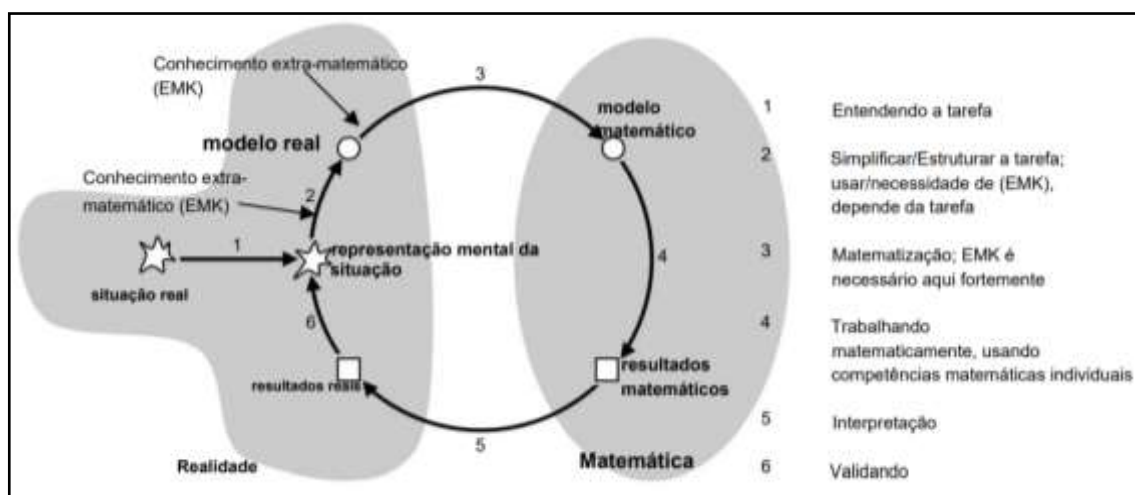 Conhecimento extra-matemático
(EMK)
3
modelo real
modelo
matemático
Conhecimento extra-
matemático (EMK)
2
1
representação mental da
situação
situação real
4
6
resultados reais
resultados
matemáticos
5
Realidade
Matemática
1 Entendendo a tarefa
2 Simplificar/Estruturar a tarefa;
usar/necessidade de (EMK),
depende da tarefa
3 Matematização; EMK é
necessário aqui fortemente
4 Trabalhando
matematicamente, usando
competências matemáticas individuais
5 Interpretação
6 Validando